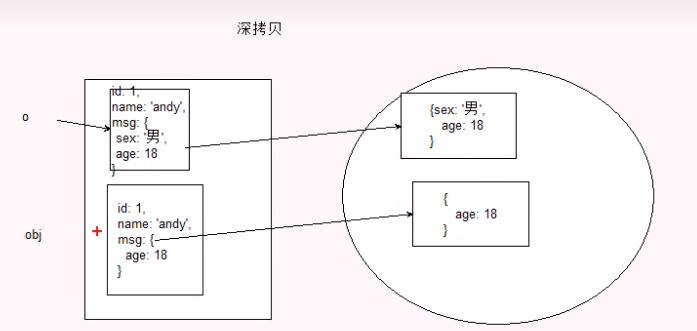 深拷贝
o
id: 1,
name: 'andy',
msg: {
sex: '男',
age: 18
}
{sex: '男',
age: 18
}
obj
id: 1,
name: 'andy',
msg: {
age: 18
}
{
age: 18
}